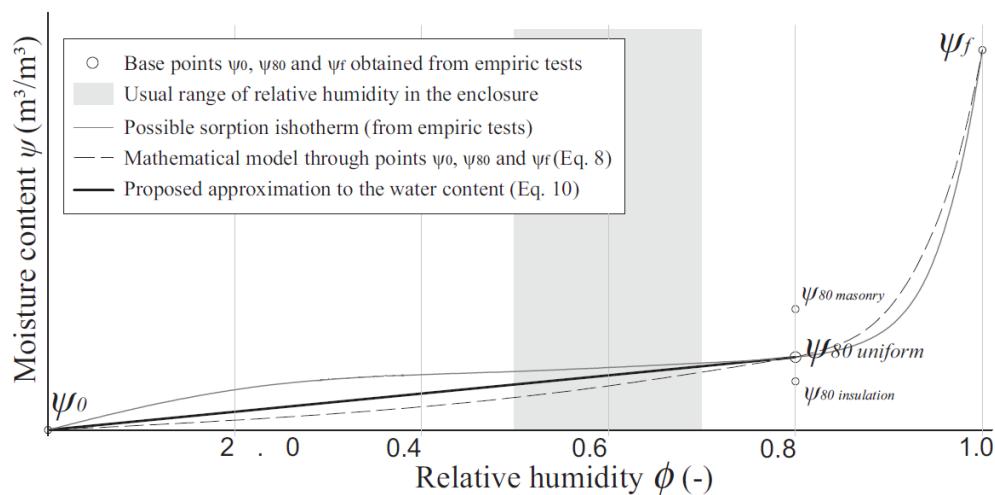 Moisture content ψ (m³/m³)
Base points ψ0, ψ80 and ψf obtained from empiric tests
Usual range of relative humidity in the enclosure
Possible sorption ishotherm (from empiric tests)
Mathematical model through points ψ0, ψ80 and ψf (Eq. 8)
Proposed approximation to the water content (Eq. 10)
ψf
ψ80 masonry
ψ80 uniform
ψ80 insulation
ψ0
2 . 0 0.4 0.6 0.8 1.0
Relative humidity ϕ (-)